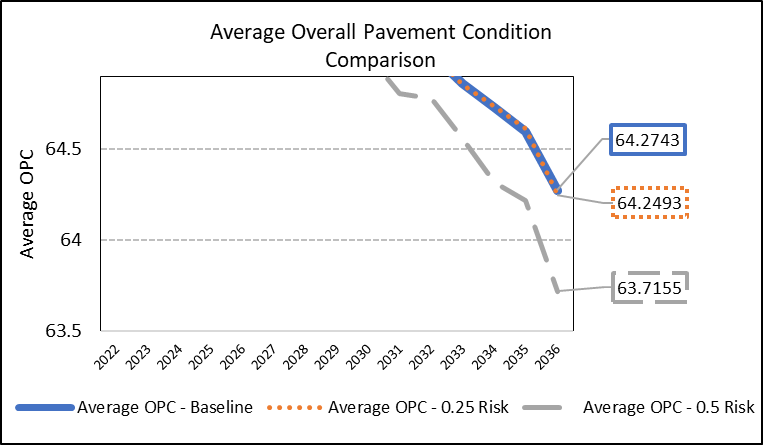 Average Overall Pavement Condition
Comparison
Average OPC
64.5
64
63.5
64.2743
64.2493
63.7155
2022 2023 2024 2025 2026 2027 2028 2029 2030 2031 2032 2033 2034 2035 2036
Average OPC - Baseline Average OPC - 0.25 Risk Average OPC - 0.5 Risk